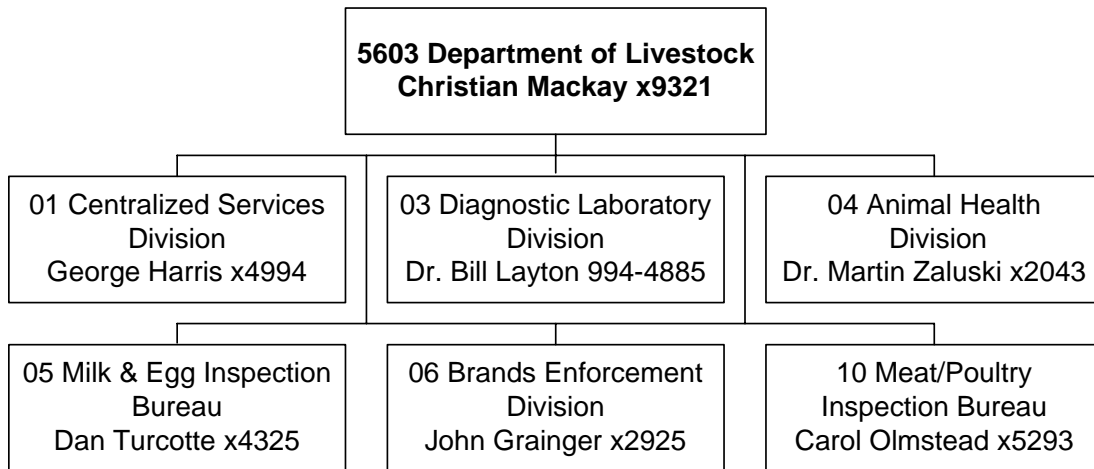 5603 Department of Livestock
Christian Mackay x9321
01 Centralized Services
Division
George Harris x4994
03 Diagnostic Laboratory
Division
Dr. Bill Layton 994-4885
04 Animal Health
Division
Dr. Martin Zaluski x2043
05 Milk & Egg Inspection
Bureau
Dan Turcotte x4325
06 Brands Enforcement
Division
John Grainger x2925
10 Meat/Poultry
Inspection Bureau
Carol Olmstead x5293